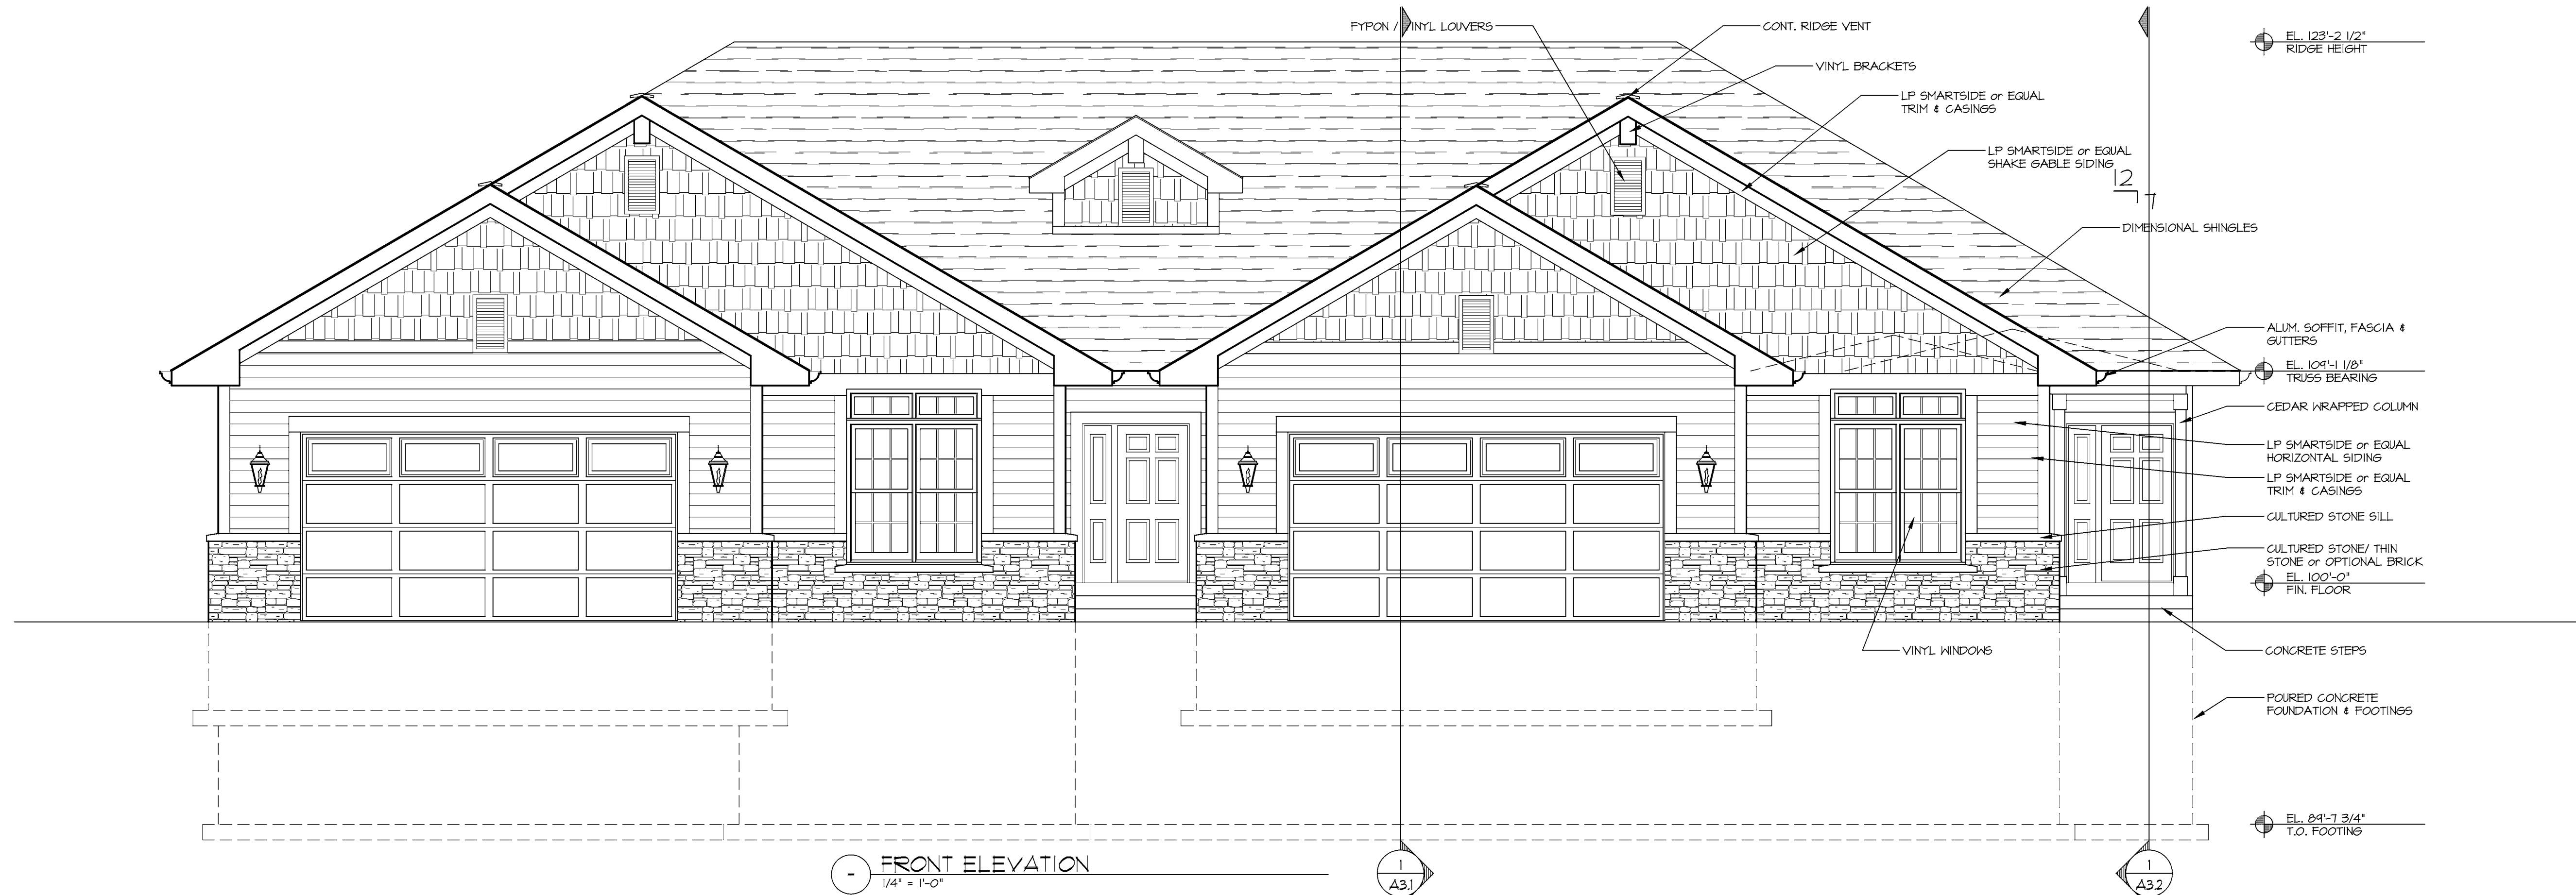 FYPON / VINYL LOUVERS
CONT. RIDGE VENT
EL. 123'-2 1/2"
RIDGE HEIGHT
VINYL BRACKETS
LP SMARTSIDE or EQUAL
TRIM & CASINGS
LP SMARTSIDE or EQUAL
SHAKE GABLE SIDING
12
7
DIMENSIONAL SHINGLES
ALUM. SOFFIT, FASCIA &
GUTTERS
EL. 109'-1 1/8"
TRUSS BEARING
CEDAR WRAPPED COLUMN
LP SMARTSIDE or EQUAL
HORIZONTAL SIDING
LP SMARTSIDE or EQUAL
TRIM & CASINGS
CULTURED STONE SILL
CULTURED STONE/ THIN
STONE or OPTIONAL BRICK
EL. 100'-0"
FIN. FLOOR
VINYL WINDOWS
CONCRETE STEPS
POURED CONCRETE
FOUNDATION & FOOTINGS
EL. 89'-7 3/4"
T.O. FOOTING
- FRONT ELEVATION
1/4" = 1'-0"
1
A3.1
1
A3.2